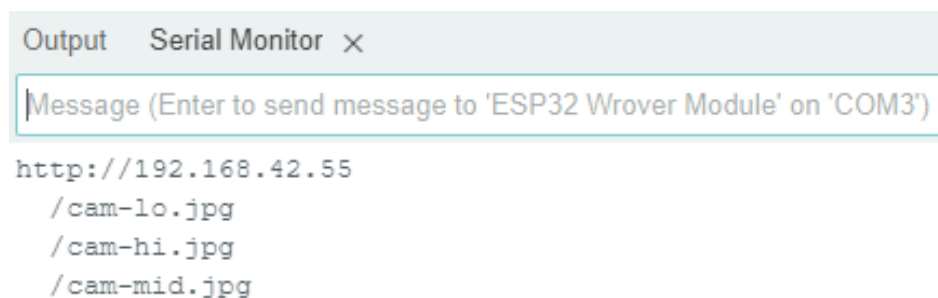 Output Serial Monitor ×
Message (Enter to send message to 'ESP32 Wrover Module' on 'COM3')
http://192.168.42.55
/cam-lo.jpg
/cam-hi.jpg
/cam-mid.jpg